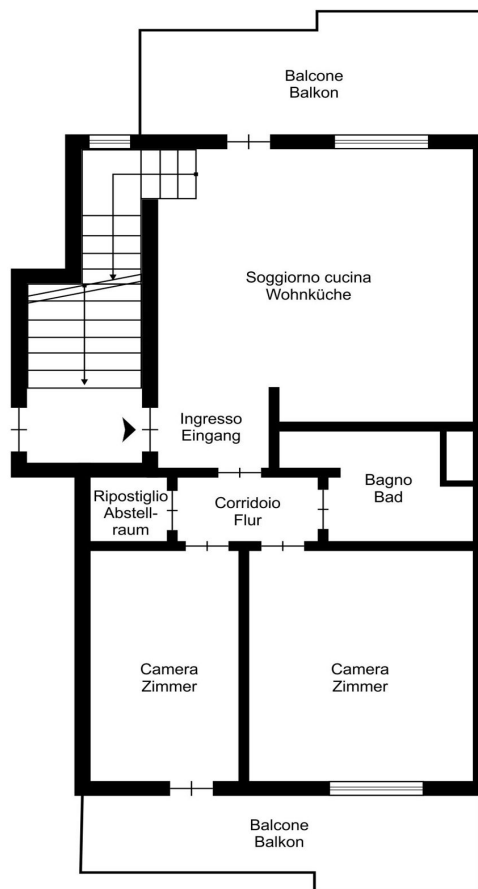 Balcone
Balkon
Soggiorno cucina
Wohnküche
Ingresso
Eingang
Bagno
Bad
Ripostiglio
Abstell-
raum
Corridoio
Flur
Camera
Zimmer
Camera
Zimmer
Balcone
Balkon